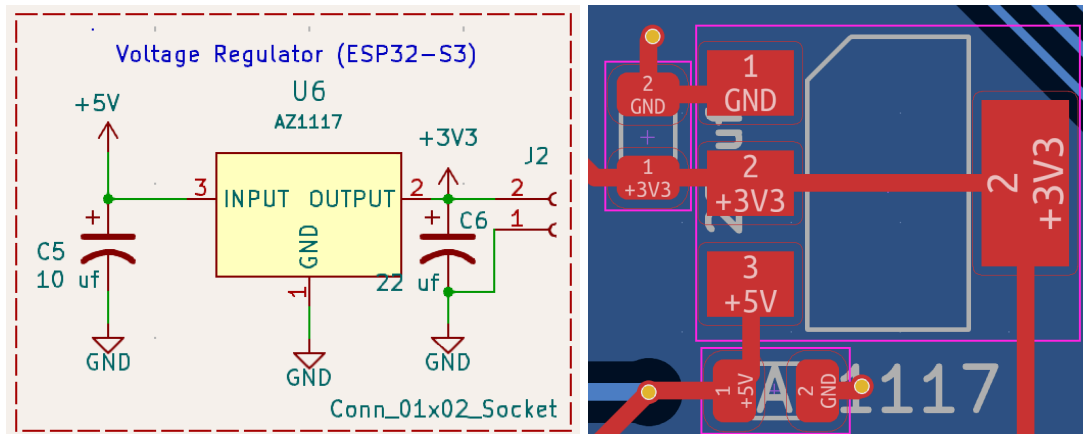 Voltage Regulator (ESP32-S3)
U6
AZ1117
+5V
+3V3
J2
3
INPUT
OUTPUT
2
2
1
C6
+
+
C5
10 uf
GND
22 uf
1
GND
GND
GND
Conn_01x02_Socket
2
GND
1
GND
1
+3V3
2
+3V3
2
+3V3
3
+5V
1
+5V
2
GND
1117